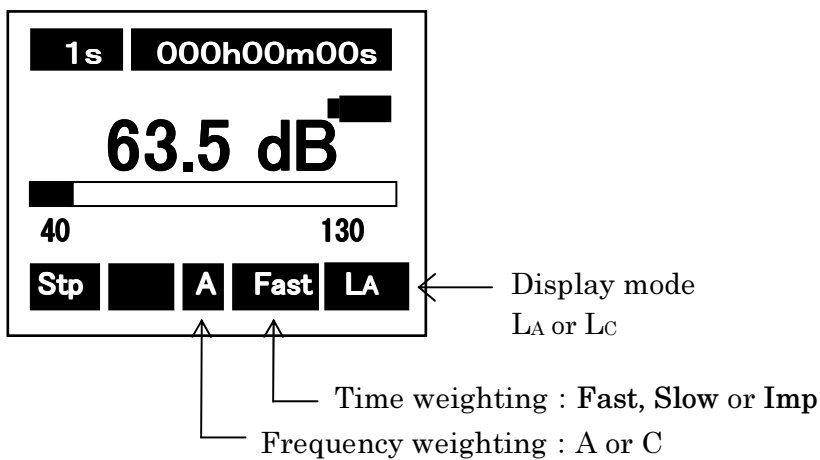 1s 000h00m00s
63.5 dB
40 130
Stp A Fast LA
Display mode
LA or LC
Time weighting : Fast, Slow or Imp
Frequency weighting : A or C